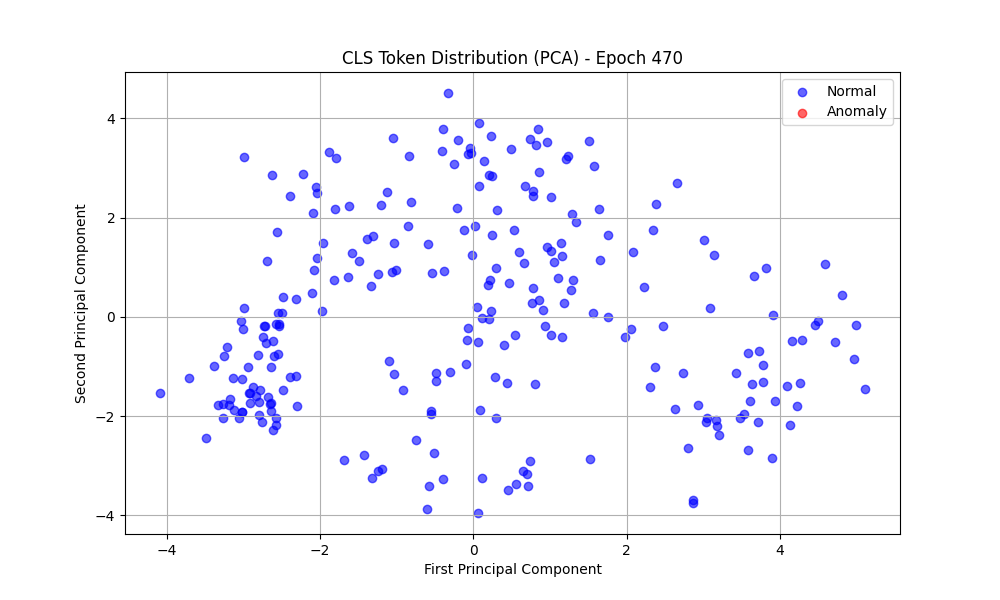 CLS Token Distribution (PCA) - Epoch 470
Normal
Anomaly
Second Principal Component
4
2
0
−2
−4
−4
−2
0
2
4
First Principal Component